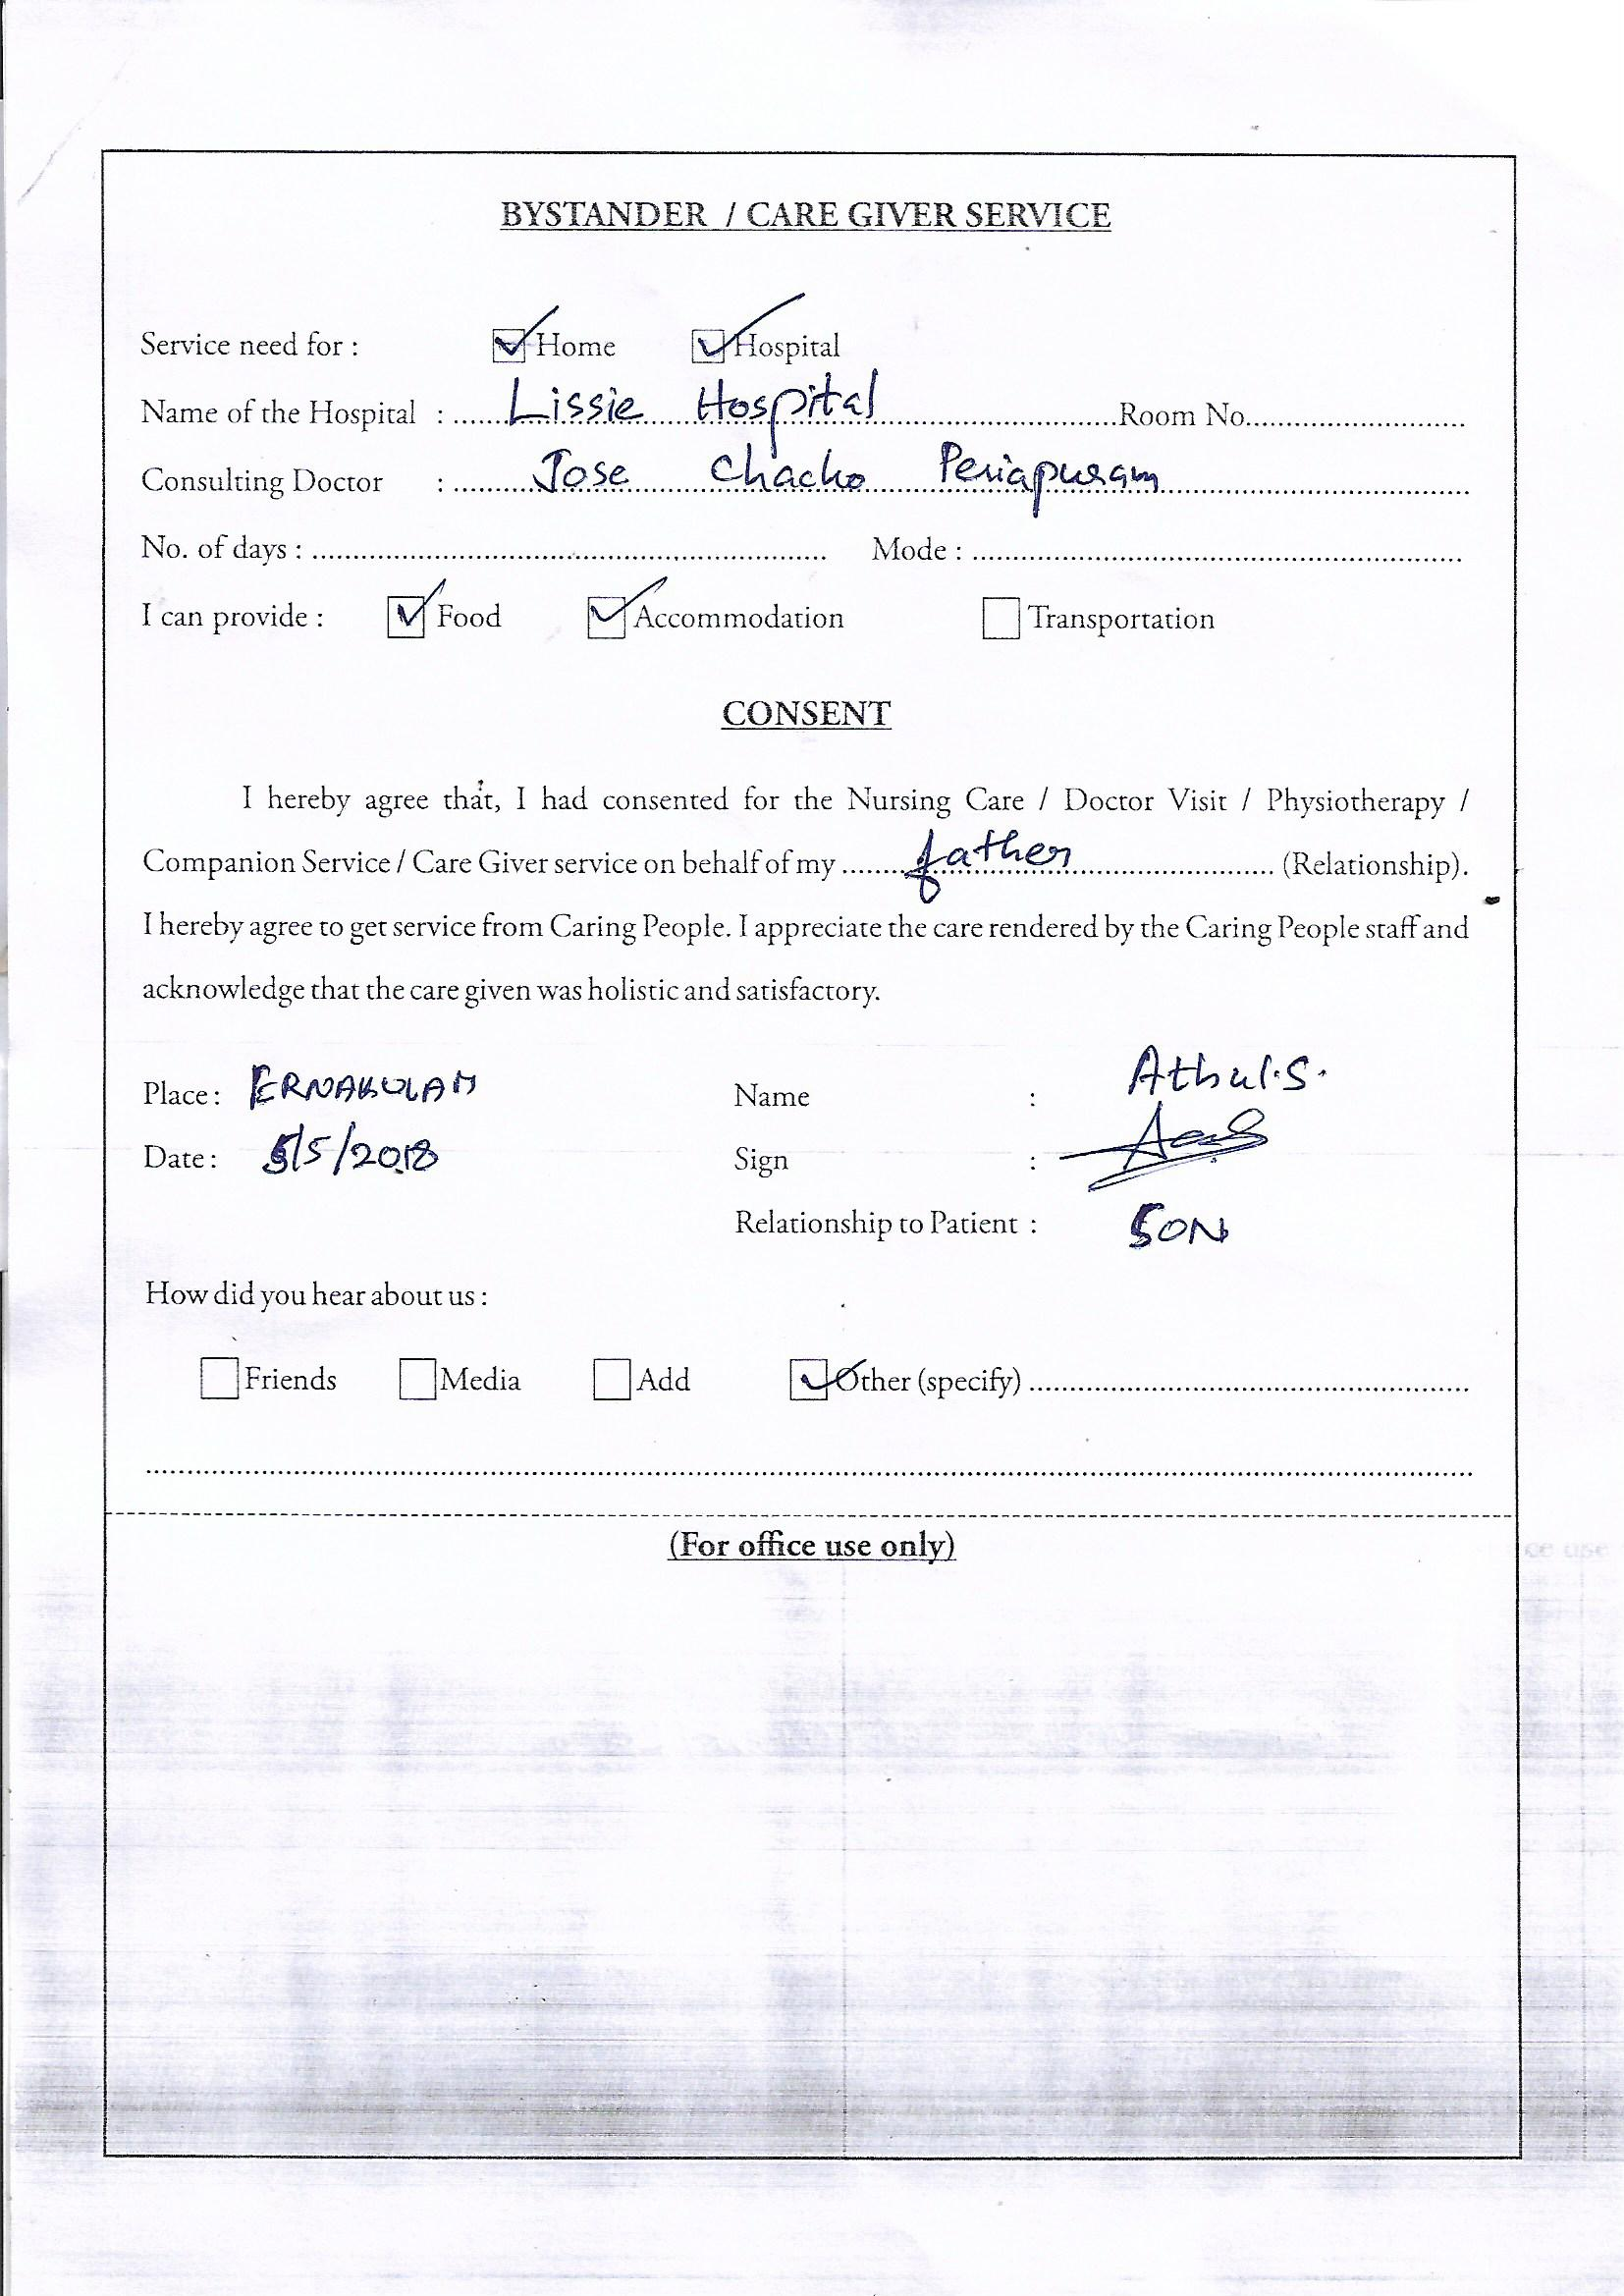 BYSTANDER / CARE GIVER SERVICE
Service need for : Home Hospital
Name of the Hospital : Lissie Hospital Room No.
Consulting Doctor : Jose Chacko Periapuram
No. of days : Mode :
I can provide : Food Accommodation Transportation
CONSENT
I hereby agree that, I had consented for the Nursing Care / Doctor Visit / Physiotherapy /
Companion Service / Care Giver service on behalf of my father (Relationship).
I hereby agree to get service from Caring People. I appreciate the care rendered by the Caring People staff and
acknowledge that the care given was holistic and satisfactory.
Place : ERNAKULAM Name : Athul.S.
Date : 5/5/2018 Sign :
Relationship to Patient : SON
How did you hear about us :
Friends Media Add Other (specify)
(For office use only)